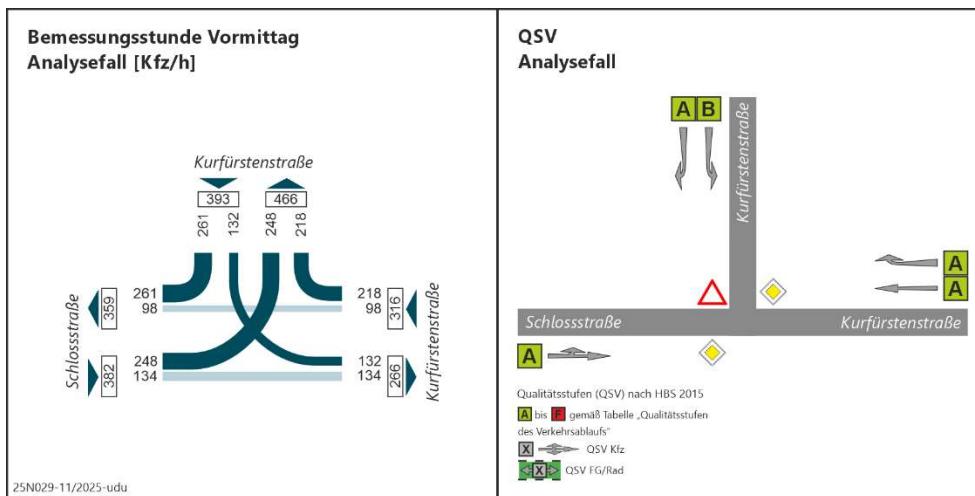 Bemessungsstunde Vormittag
Analysefall [Kfz/h]
Kurfürstenstraße
393
466
261
132
248
218
Schlossstraße
359
261
98
382
248
134
218
98
316
132
134
266
Kurfürstenstraße
25N029-11/2025-udu
QSV
Analysefall
A B
Kurfürstenstraße
A
A
Schlossstraße
Kurfürstenstraße
A
Qualitätsstufen (QSV) nach HBS 2015
A bis F gemäß Tabelle „Qualitätsstufen
des Verkehrsablaufs"
X QSV Kfz
X QSV FG/Rad